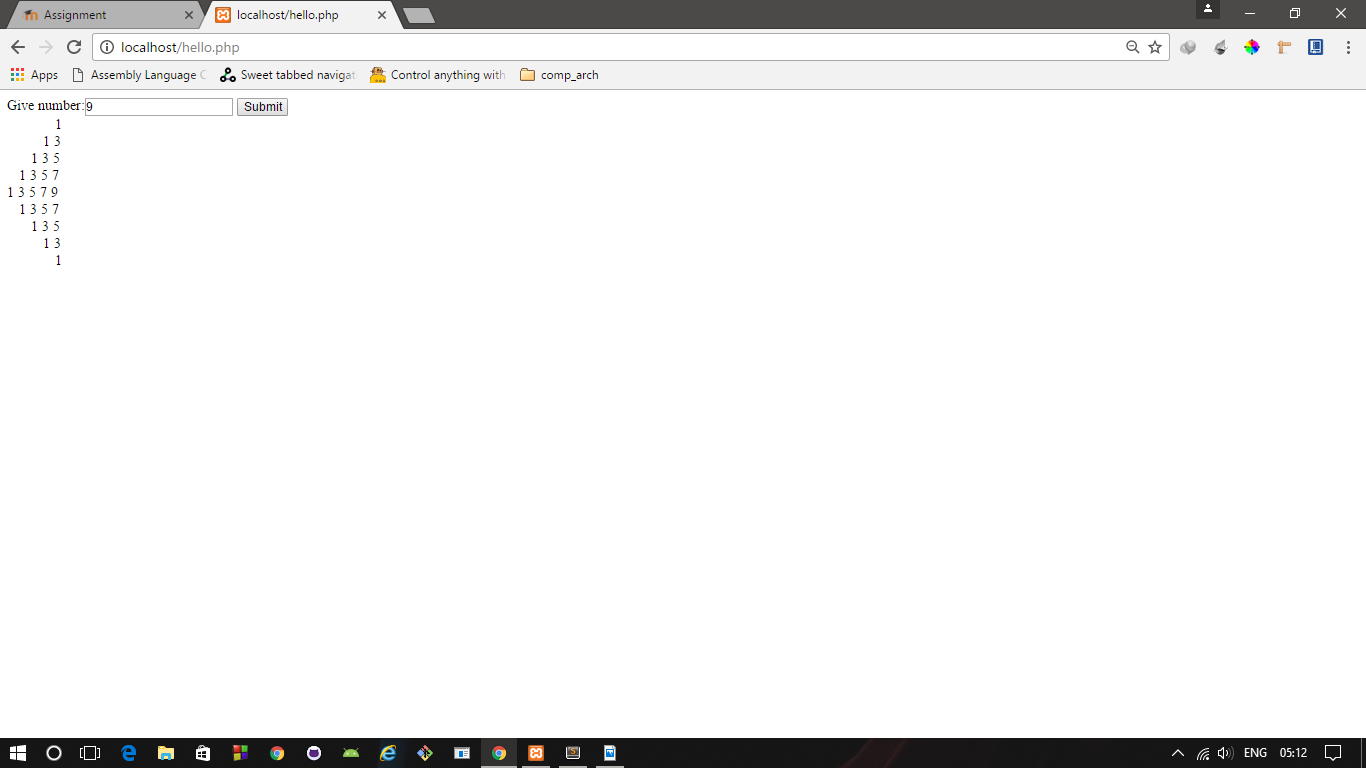 Assignment
localhost/hello.php
localhost/hello.php
Apps
Assembly Language C
Sweet tabbed navigat
Control anything with
comp_arch
Give number:9 Submit
1
1 3
1 3 5
1 3 5 7
1 3 5 7 9
1 3 5 7
1 3 5
1 3
1
ENG 05:12